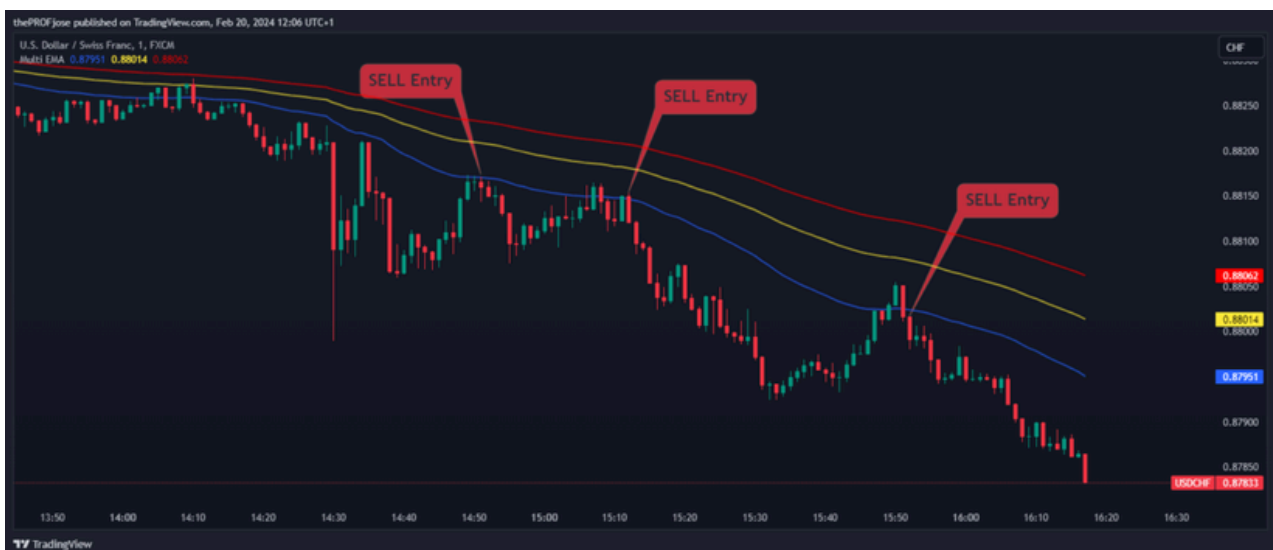 thePROFjose published on TradingView.com, Feb 20, 2024 12:06 UTC+1
U.S. Dollar / Swiss Franc, 1, FXCM
CHF
Multi EMA 0.87951 0.88014 0.88062
SELL Entry
SELL Entry
SELL Entry
0.88250
0.88200
0.88150
0.88100
0.88062
0.88050
0.88014
0.88000
0.87951
0.87900
0.87850
USDCHF 0.87833
13:50 14:00 14:10 14:20 14:30 14:40 14:50 15:00 15:10 15:20 15:30 15:40 15:50 16:00 16:10 16:20 16:30
TradingView